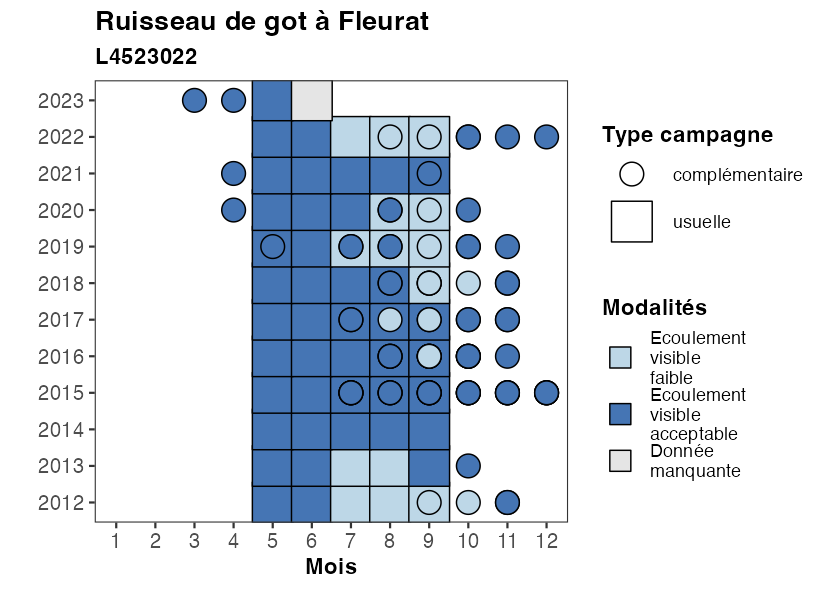 Ruisseau de got à Fleurat
L4523022
2023
2022
2021
2020
2019
2018
2017
2016
2015
2014
2013
2012
1 2 3 4 5 6 7 8 9 10 11 12
Mois
Type campagne
complémentaire
usuelle
Modalités
Ecoulement
visible
faible
Ecoulement
visible
acceptable
Donnée
manquante